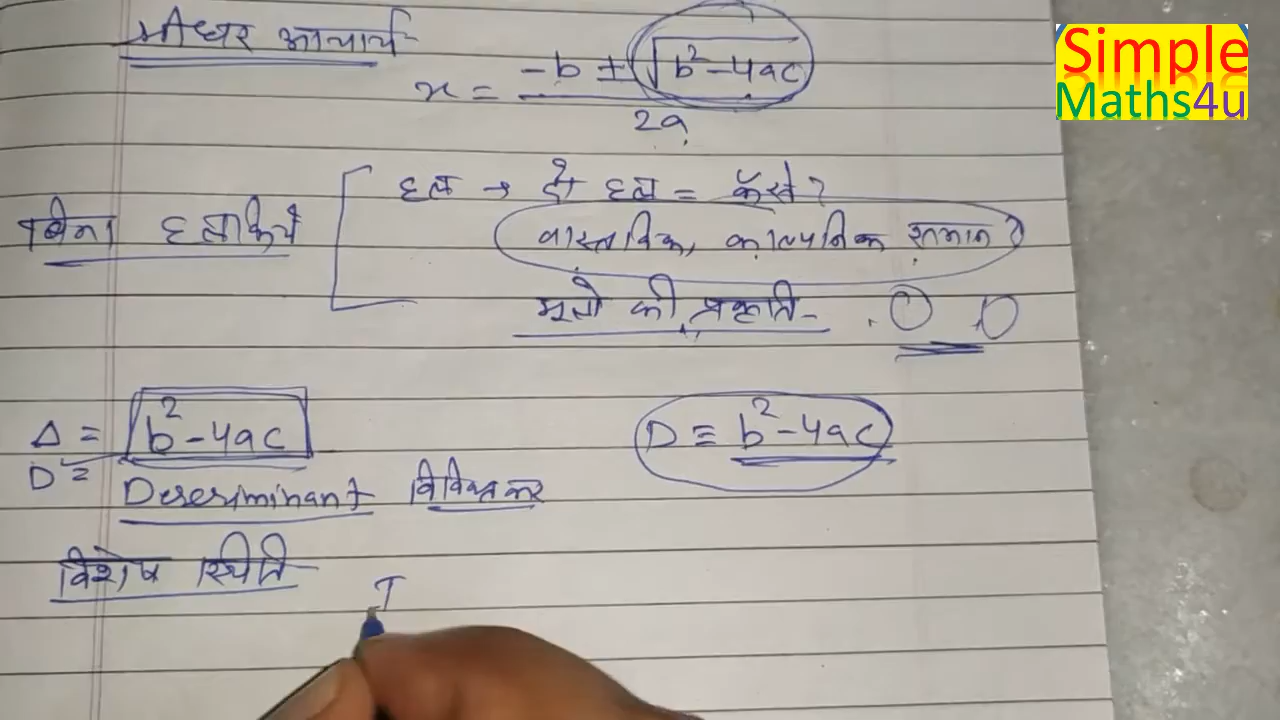 श्रीधर आचार्य
x = -b ± √b²-4ac
2a
Simple
Maths4u
बिना हल किये
हल → दो हल = कैसे?
वास्तविक, काल्पनिक, समान?
मूलों की प्रकृति-
Δ = b²-4ac
D = b²-4ac
D =
Descriminant विविक्तकर
विशेष स्थिति-
I